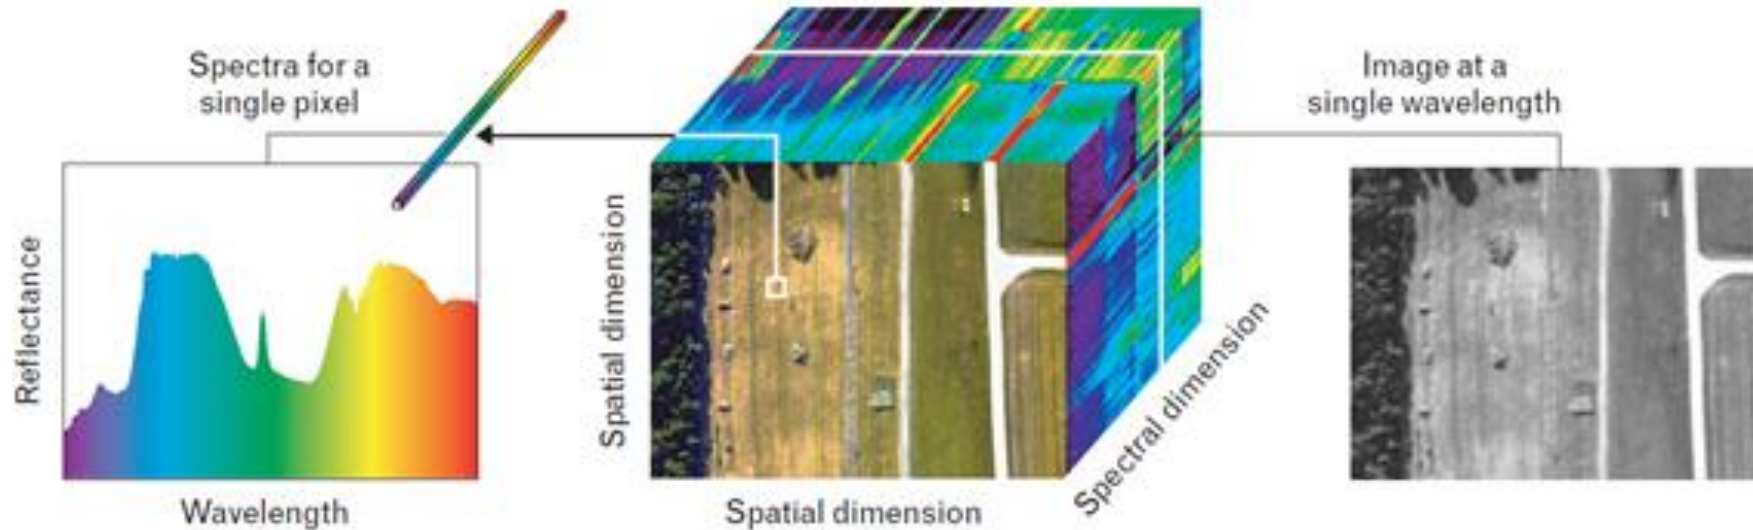 Spectra for a
single pixel
Reflectance
Wavelength
Spatial dimension
Spatial dimension
Spectral dimension
Image at a
single wavelength